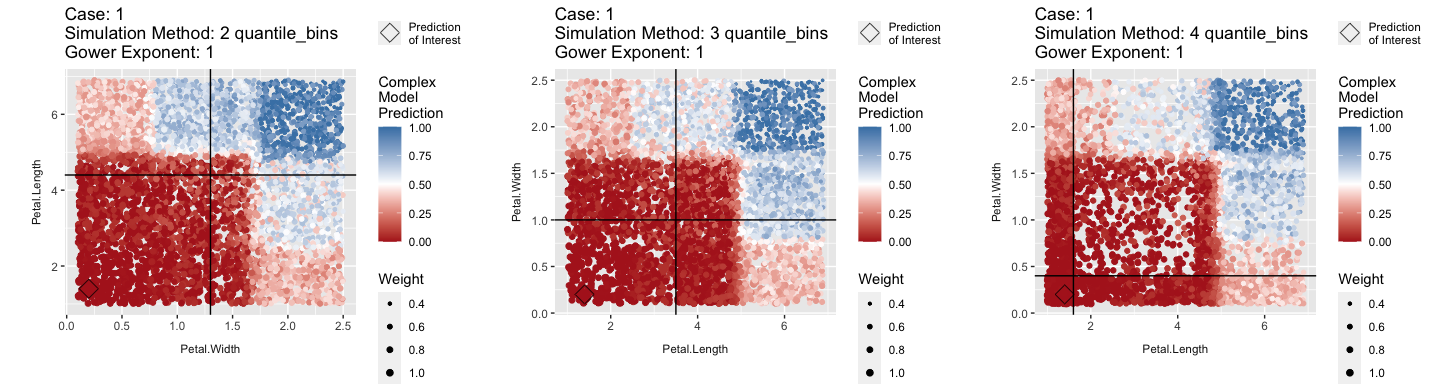 Case: 1
Simulation Method: 2 quantile_bins
Gower Exponent: 1
Prediction
of Interest
Complex
Model
Prediction
1.00
0.75
0.50
0.25
0.00
Weight
0.4
0.6
0.8
1.0
Petal.Length
6
4
2
0.0
0.5
1.0
1.5
2.0
2.5
Petal.Width
Case: 1
Simulation Method: 3 quantile_bins
Gower Exponent: 1
Prediction
of Interest
Complex
Model
Prediction
1.00
0.75
0.50
0.25
0.00
Weight
0.4
0.6
0.8
1.0
Petal.Width
2.5
2.0
1.5
1.0
0.5
0.0
2
4
6
Petal.Length
Case: 1
Simulation Method: 4 quantile_bins
Gower Exponent: 1
Prediction
of Interest
Complex
Model
Prediction
1.00
0.75
0.50
0.25
0.00
Weight
0.4
0.6
0.8
1.0
Petal.Width
2.5
2.0
1.5
1.0
0.5
0.0
2
4
6
Petal.Length